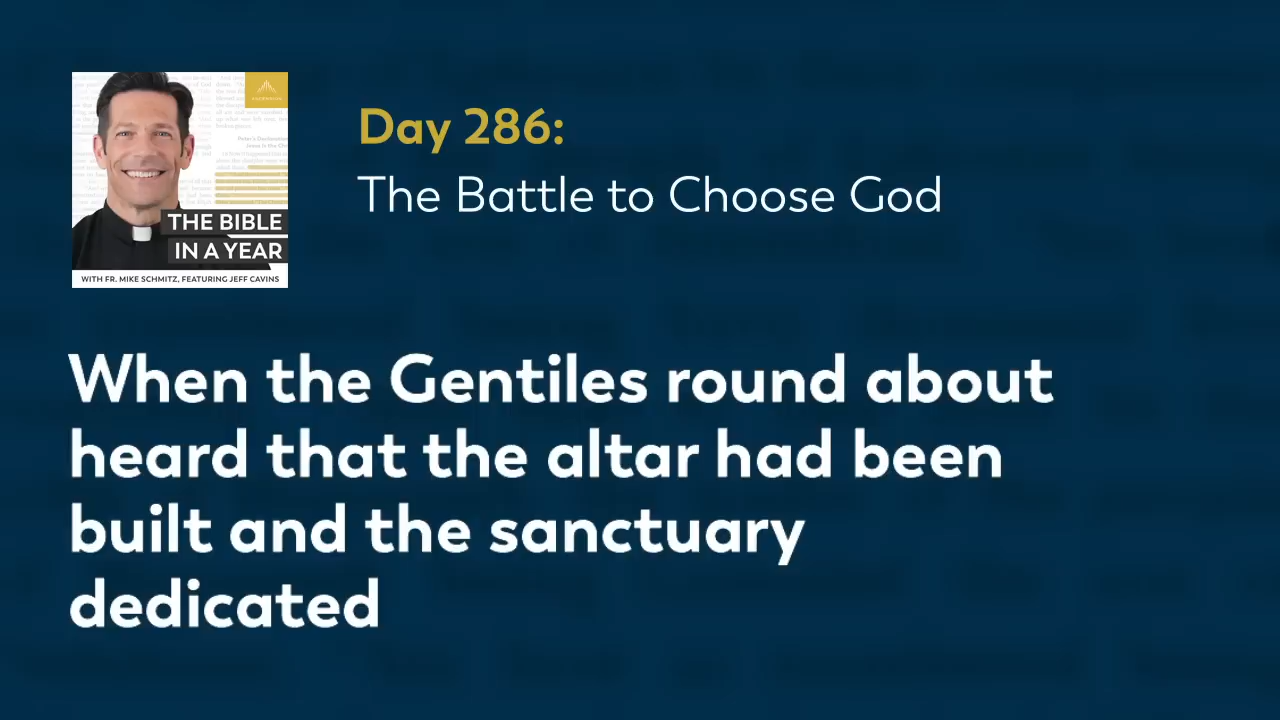 Day 286:
The Battle to Choose God
THE BIBLE
IN A YEAR
WITH FR. MIKE SCHMITZ, FEATURING JEFF CAVINS
When the Gentiles round about
heard that the altar had been
built and the sanctuary
dedicated